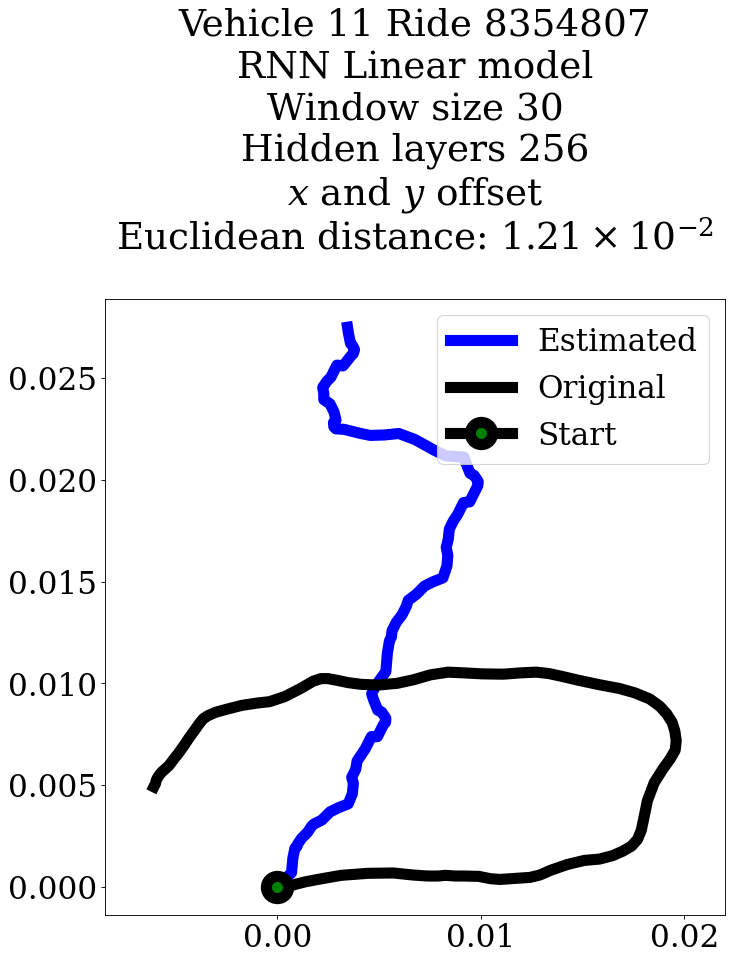 Vehicle 11 Ride 8354807
RNN Linear model
Window size 30
Hidden layers 256
x and y offset
Euclidean distance: 1.21 × 10⁻²
Estimated
Original
Start
0.025
0.020
0.015
0.010
0.005
0.000
0.00 0.01 0.02